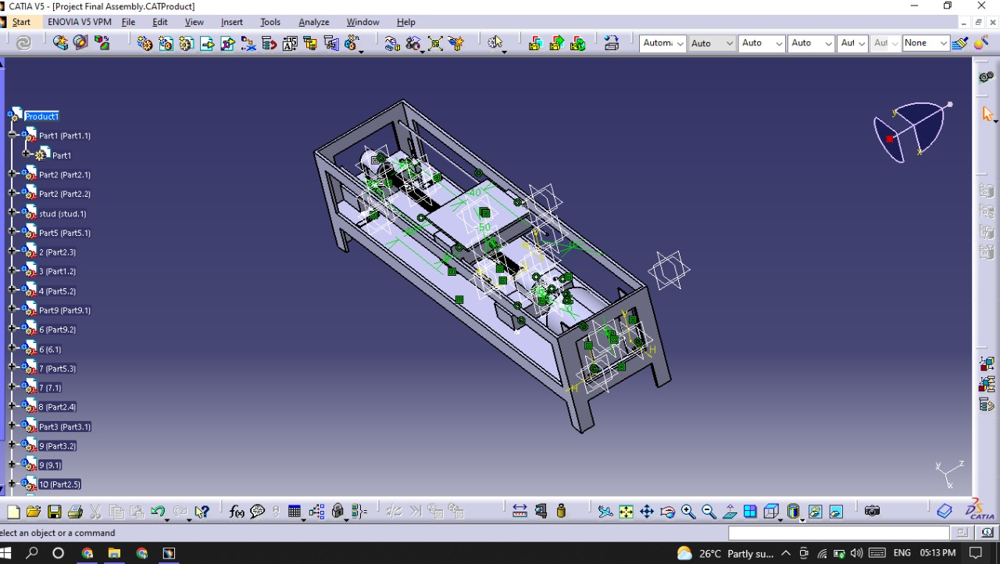 CATIA V5 - [Project Final Assembly.CATProduct]
Start ENOVIA V5 VPM File Edit View Insert Tools Analyze Window Help
Autom Auto Auto Auto Aut Aut None
Product1
Part1 (Part1.1)
Part1
Part2 (Part2.1)
Part2 (Part2.2)
stud (stud.1)
Part5 (Part5.1)
2 (Part2.3)
3 (Part1.2)
4 (Part5.2)
Part9 (Part9.1)
6 (Part9.2)
6 (6.1)
7 (Part5.3)
7 (7.1)
8 (Part2.4)
Part3 (Part3.1)
9 (Part3.2)
9 (9.1)
10 (Part2.5)
y
x
-40
-50
H
H
y z
x
f(x)
CATIA
elect an object or a command
26°C Partly su... ENG 05:13 PM